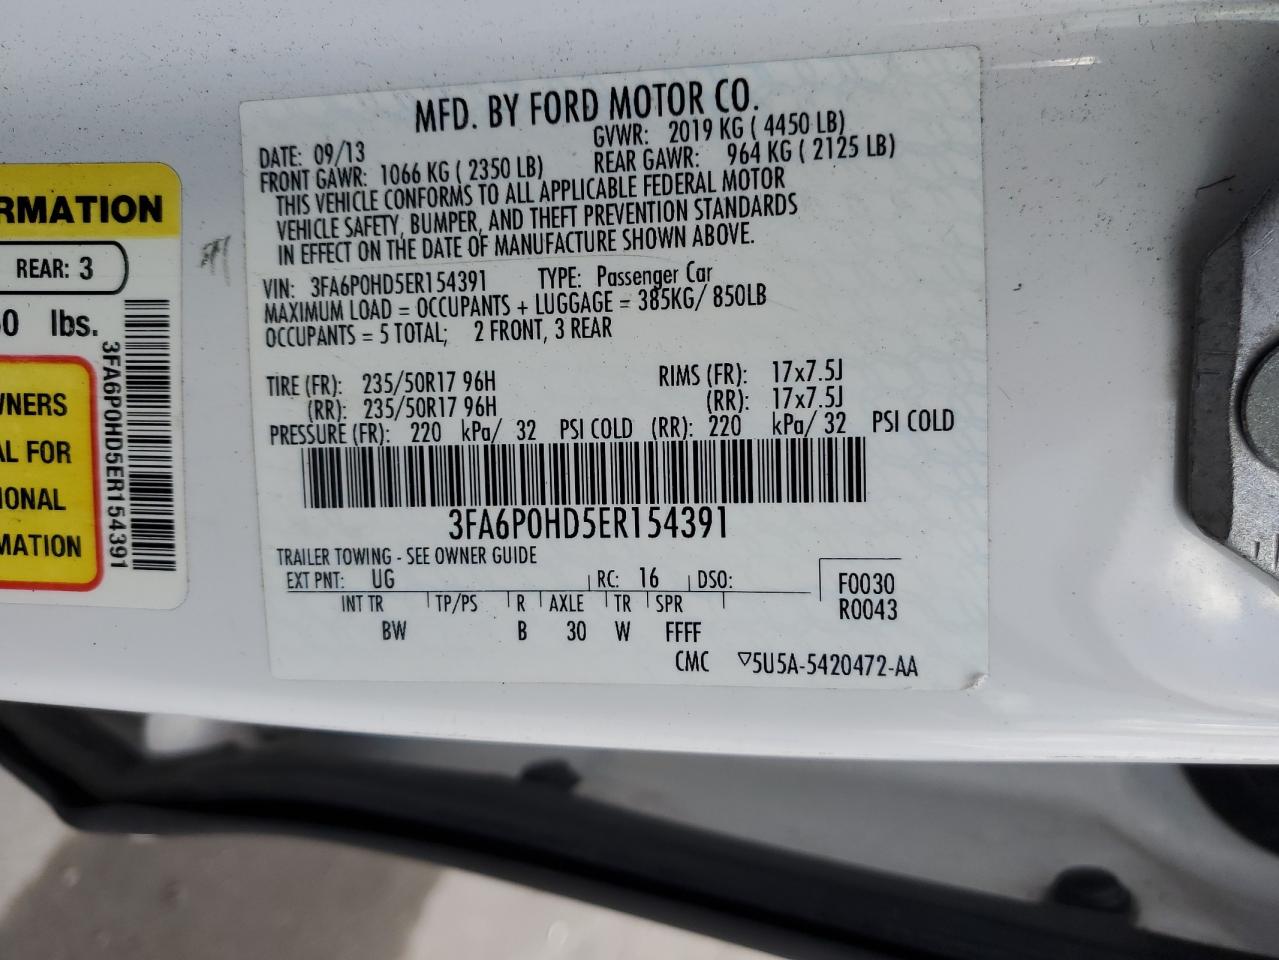 RMATION
REAR: 3
0 lbs.
WNERS
AL FOR
IONAL
MATION
3FA6P0HD5ER154391
MFD. BY FORD MOTOR CO.
DATE: 09/13 GVWR: 2019 KG ( 4450 LB)
FRONT GAWR: 1066 KG ( 2350 LB) REAR GAWR: 964 KG ( 2125 LB)
THIS VEHICLE CONFORMS TO ALL APPLICABLE FEDERAL MOTOR
VEHICLE SAFETY, BUMPER, AND THEFT PREVENTION STANDARDS
IN EFFECT ON THE DATE OF MANUFACTURE SHOWN ABOVE.
VIN: 3FA6P0HD5ER154391 TYPE: Passenger Car
MAXIMUM LOAD = OCCUPANTS + LUGGAGE = 385KG/ 850LB
OCCUPANTS = 5 TOTAL; 2 FRONT, 3 REAR
TIRE (FR): 235/50R17 96H RIMS (FR): 17x7.5J
(RR): 235/50R17 96H (RR): 17x7.5J
PRESSURE (FR): 220 kPa/ 32 PSI COLD (RR): 220 kPa/ 32 PSI COLD
3FA6P0HD5ER154391
TRAILER TOWING - SEE OWNER GUIDE
EXT PNT: UG RC: 16 DSO: F0030
INT TR TP/PS R AXLE TR SPR R0043
BW B 30 W FFFF
CMC ▽5U5A-5420472-AA